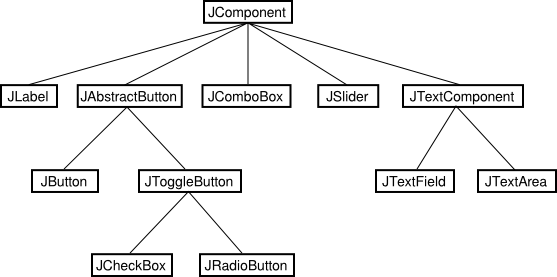 JComponent
JLabel JAbstractButton JComboBox JSlider JTextComponent
JButton JToggleButton JTextField JTextArea
JCheckBox JRadioButton